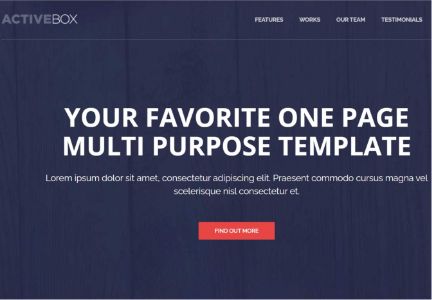 ACTIVEBOX
FEATURES WORKS OUR TEAM TESTIMONIALS
YOUR FAVORITE ONE PAGE
MULTI PURPOSE TEMPLATE
Lorem ipsum dolor sit amet, consectetur adipiscing elit. Praesent commodo cursus magna vel
scelerisque nisl consectetur et.
FIND OUT MORE